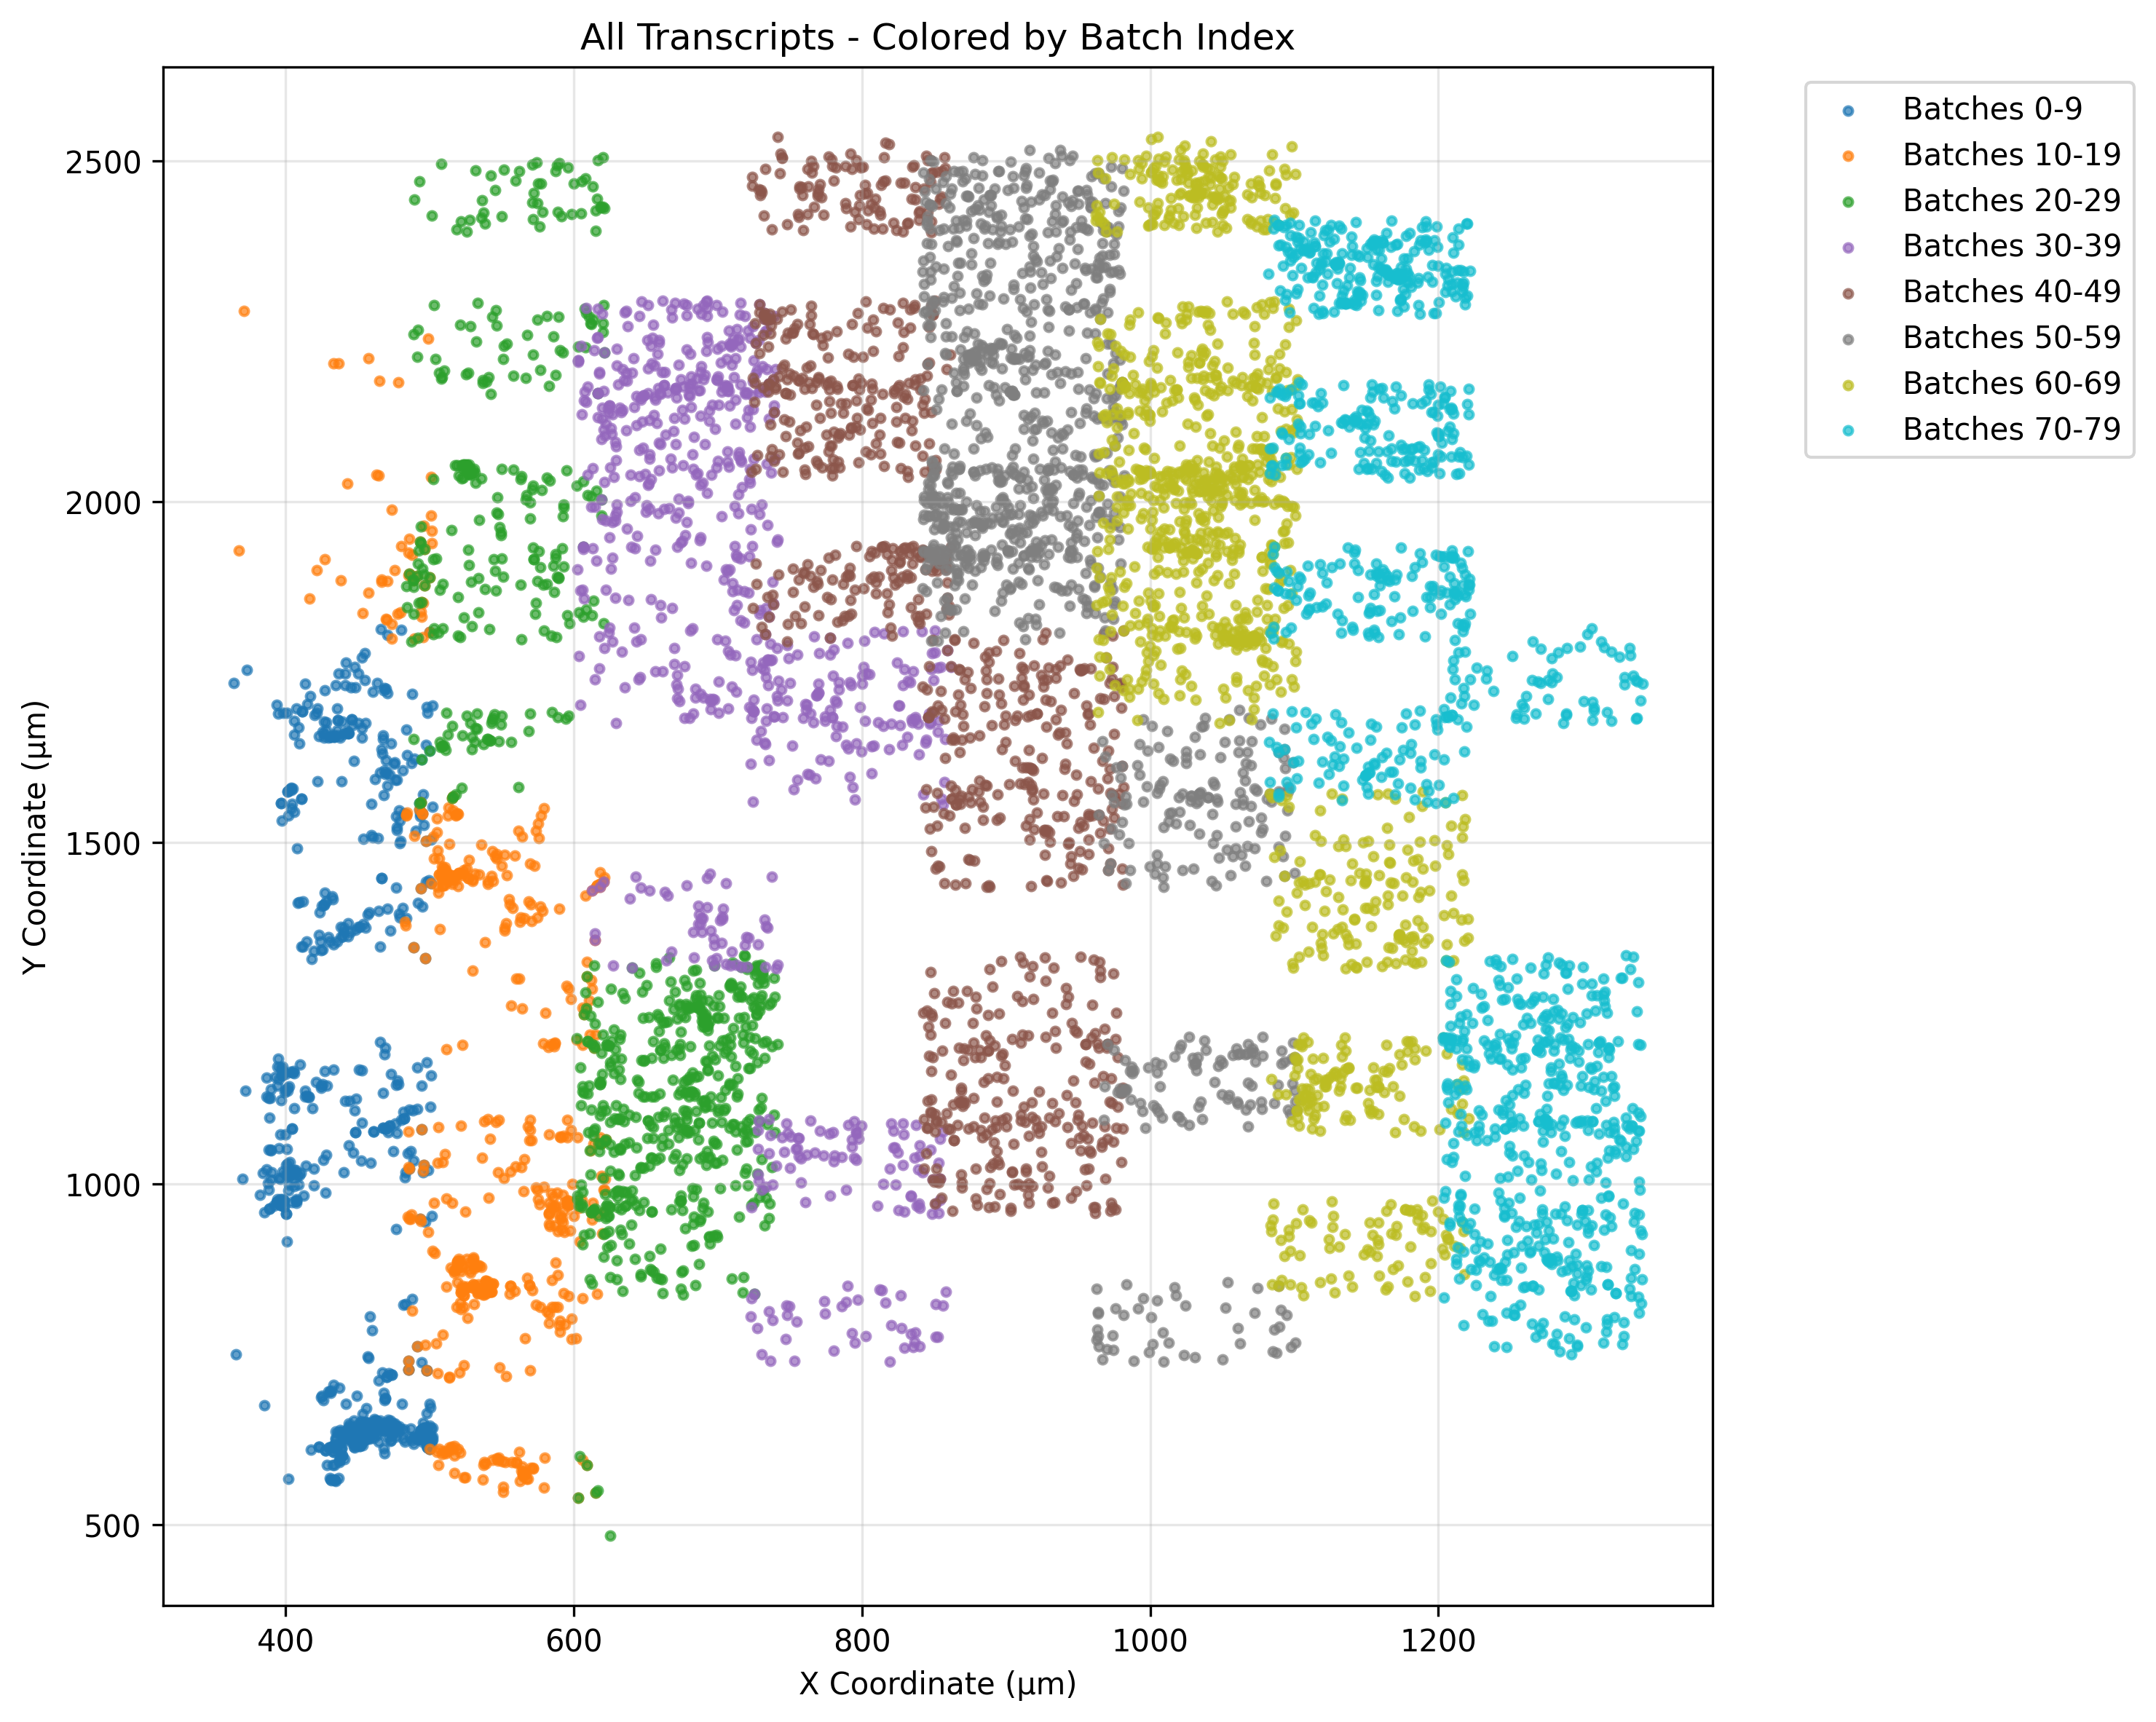 All Transcripts - Colored by Batch Index
Batches 0-9
Batches 10-19
Batches 20-29
Batches 30-39
Batches 40-49
Batches 50-59
Batches 60-69
Batches 70-79
Y Coordinate (µm)
2500
2000
1500
1000
500
400 600 800 1000 1200
X Coordinate (µm)